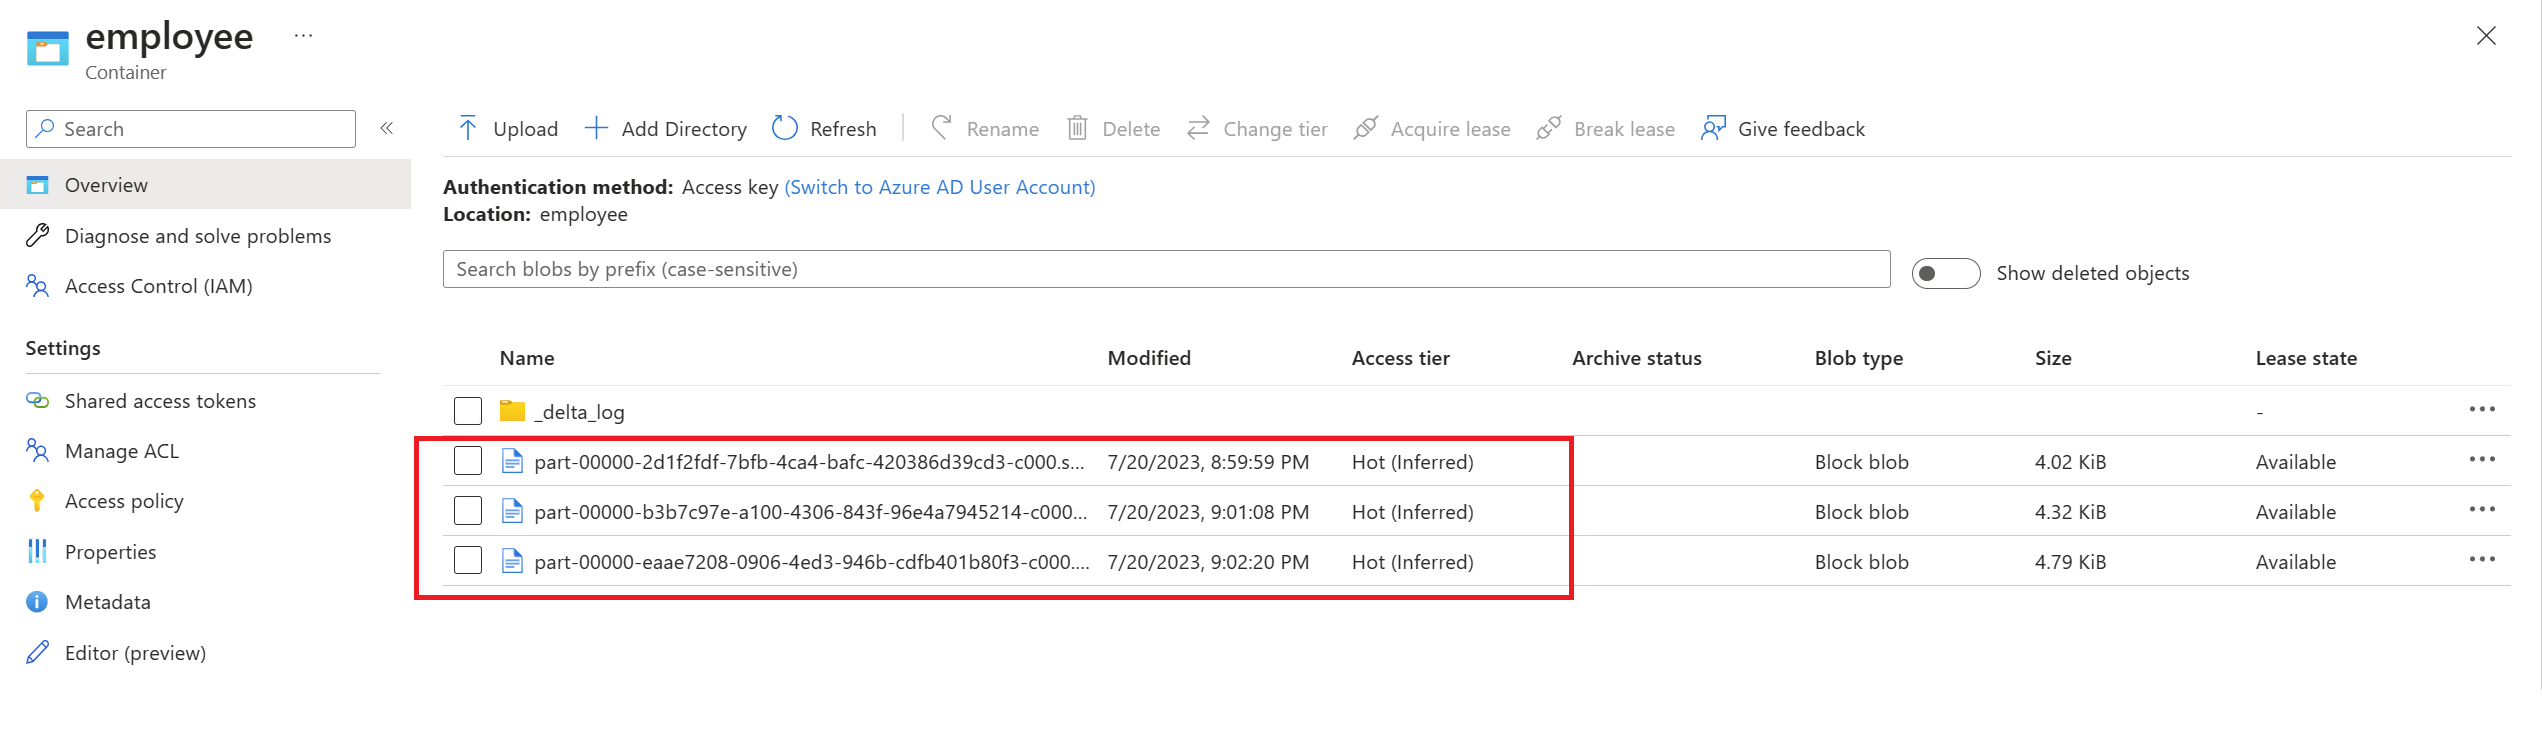 employee ...
Container
Search «
Overview
Diagnose and solve problems
Access Control (IAM)
Settings
Shared access tokens
Manage ACL
Access policy
Properties
Metadata
Editor (preview)
Upload Add Directory Refresh Rename Delete Change tier Acquire lease Break lease Give feedback
Authentication method: Access key (Switch to Azure AD User Account)
Location: employee
Search blobs by prefix (case-sensitive) Show deleted objects
Name Modified Access tier Archive status Blob type Size Lease state
_delta_log - ...
part-00000-2d1f2fdf-7bfb-4ca4-bafc-420386d39cd3-c000.s... 7/20/2023, 8:59:59 PM Hot (Inferred) Block blob 4.02 KiB Available ...
part-00000-b3b7c97e-a100-4306-843f-96e4a7945214-c000... 7/20/2023, 9:01:08 PM Hot (Inferred) Block blob 4.32 KiB Available ...
part-00000-eaae7208-0906-4ed3-946b-cdfb401b80f3-c000.... 7/20/2023, 9:02:20 PM Hot (Inferred) Block blob 4.79 KiB Available ...